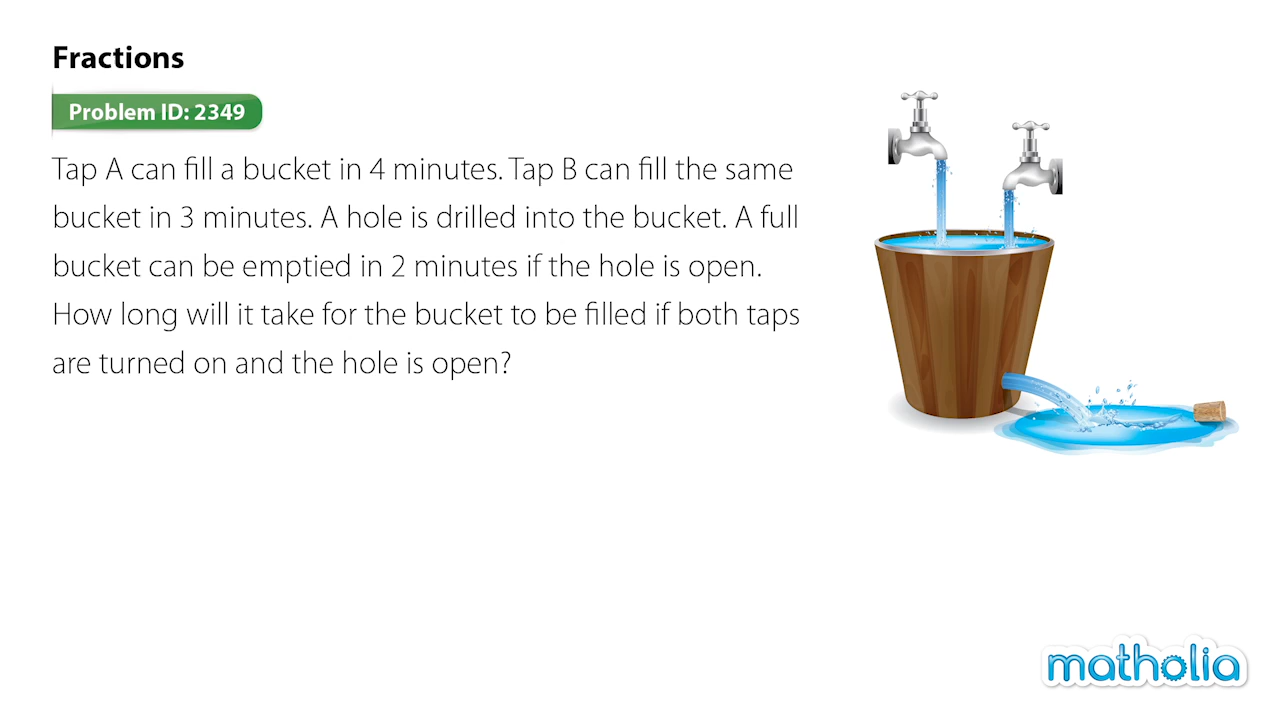 Fractions
Problem ID: 2349
Tap A can fill a bucket in 4 minutes. Tap B can fill the same
bucket in 3 minutes. A hole is drilled into the bucket. A full
bucket can be emptied in 2 minutes if the hole is open.
How long will it take for the bucket to be filled if both taps
are turned on and the hole is open?
matholia